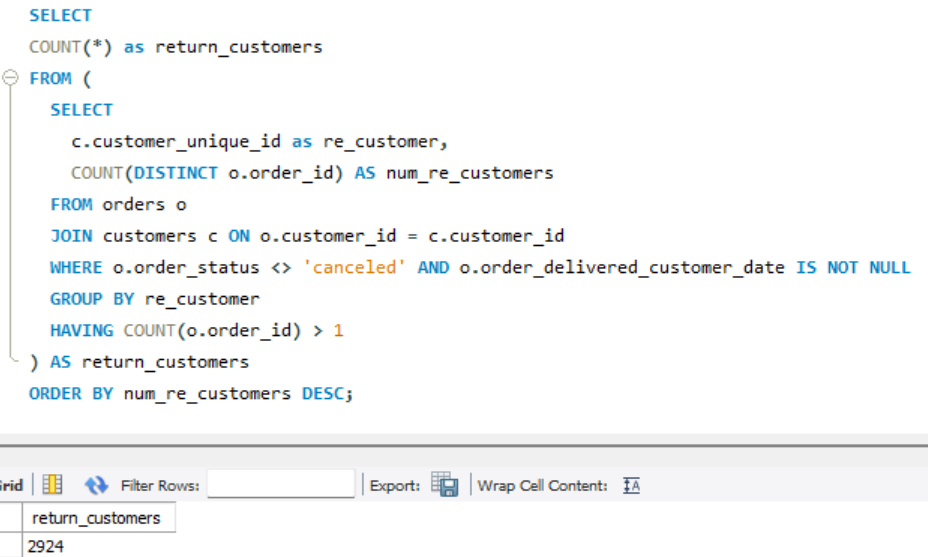 SELECT
COUNT(*) as return_customers
FROM (
SELECT
c.customer_unique_id as re_customer,
COUNT(DISTINCT o.order_id) AS num_re_customers
FROM orders o
JOIN customers c ON o.customer_id = c.customer_id
WHERE o.order_status <> 'canceled' AND o.order_delivered_customer_date IS NOT NULL
GROUP BY re_customer
HAVING COUNT(o.order_id) > 1
) AS return_customers
ORDER BY num_re_customers DESC;
Filter Rows: Export: Wrap Cell Content:
return_customers
2924